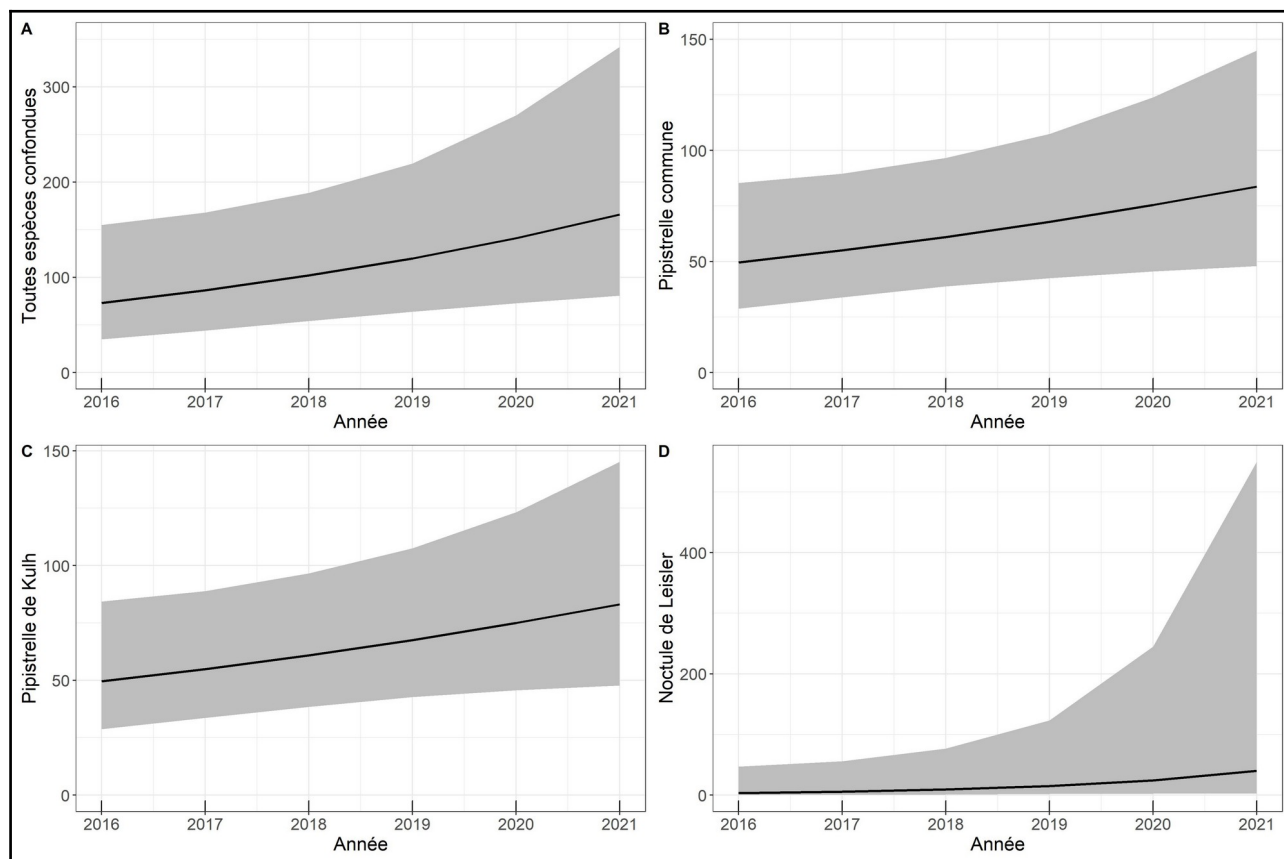 A
Toutes espèces confondues
300
200
100
0
2016 2017 2018 2019 2020 2021
Année
B
Pipistrelle commune
150
100
50
0
2016 2017 2018 2019 2020 2021
Année
C
Pipistrelle de Kulh
150
100
50
0
2016 2017 2018 2019 2020 2021
Année
D
Noctule de Leisler
400
200
0
2016 2017 2018 2019 2020 2021
Année